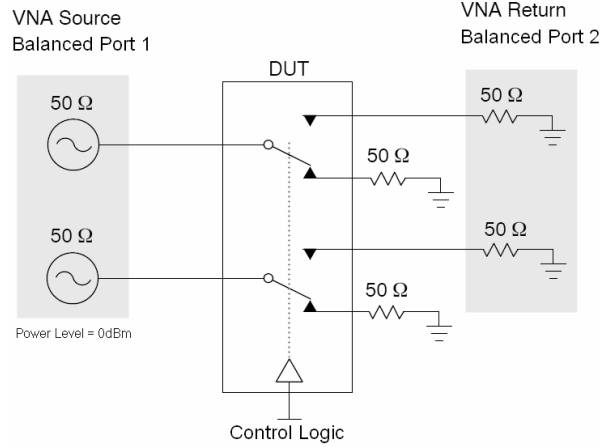 VNA Source
Balanced Port 1
VNA Return
Balanced Port 2
DUT
50 Ω
50 Ω
50 Ω
50 Ω
50 Ω
50 Ω
Power Level = 0dBm
Control Logic